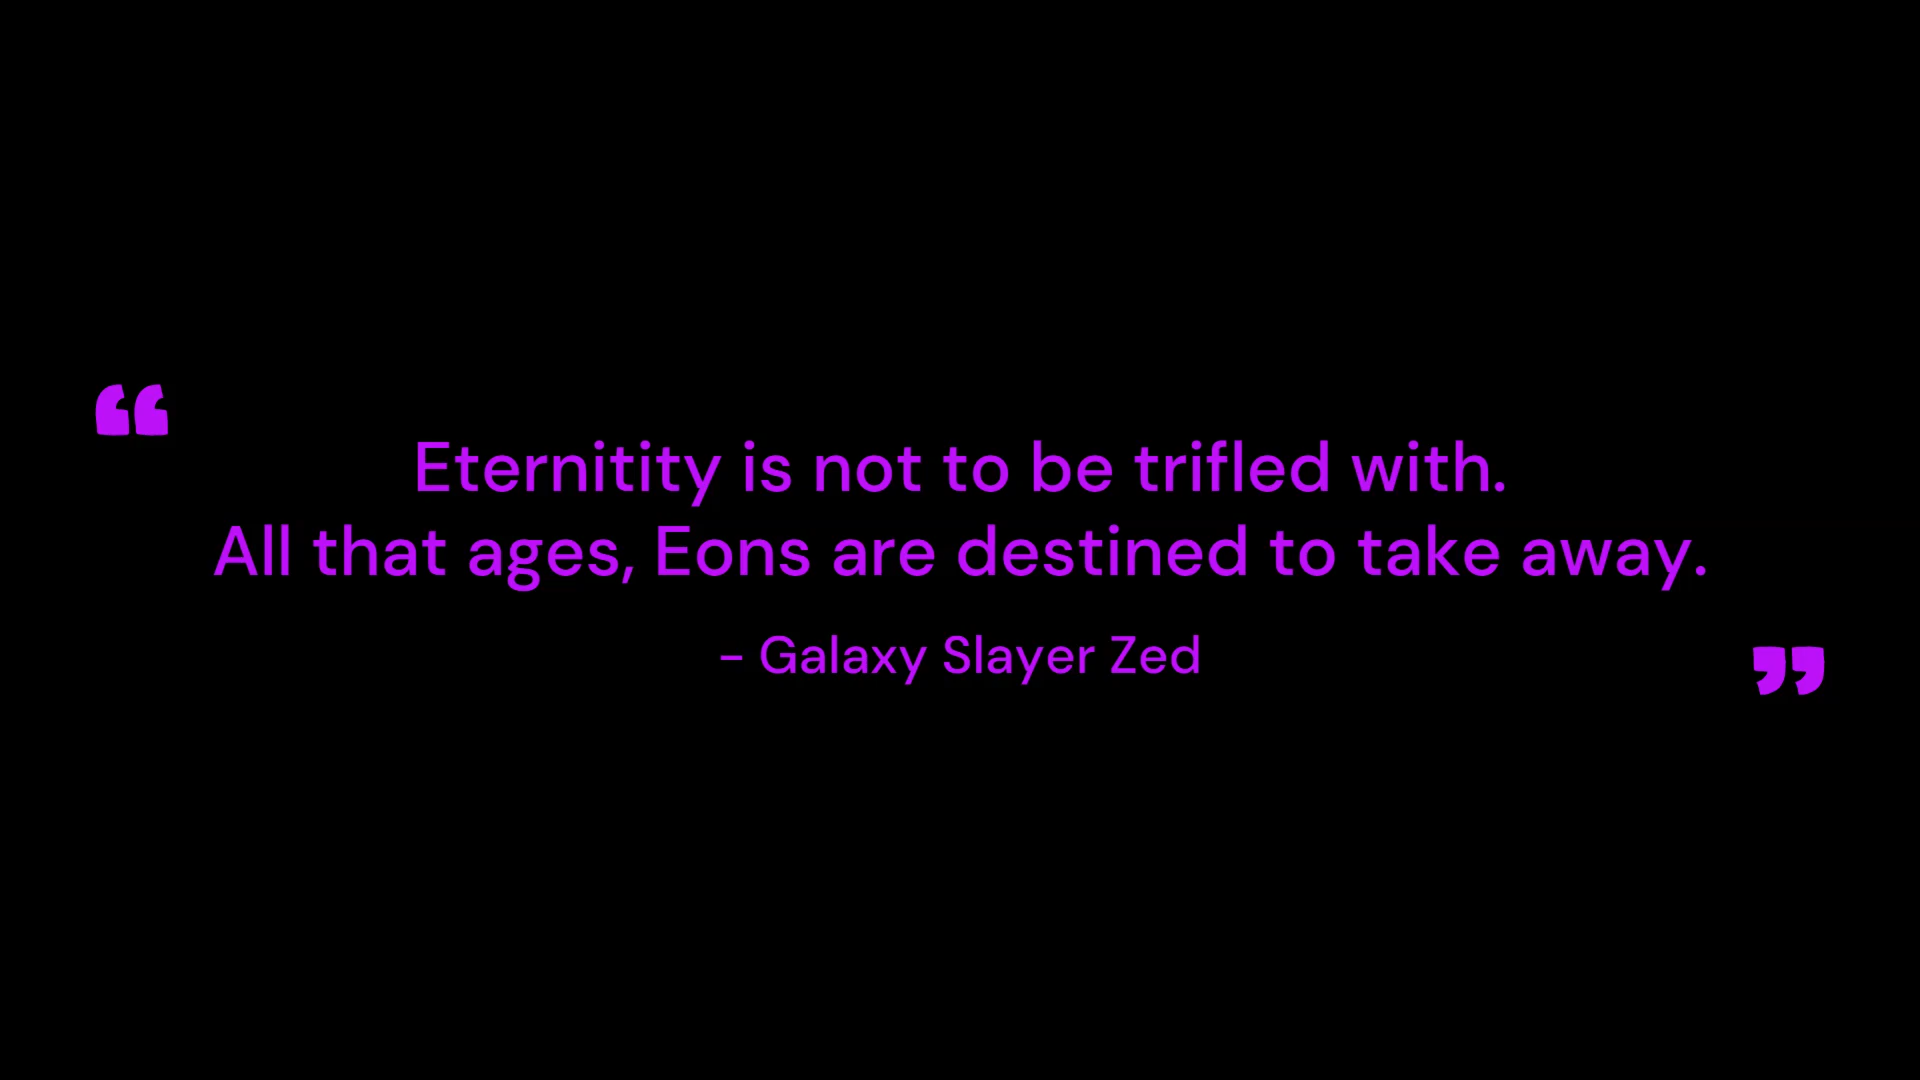 “
Eternitity is not to be trifled with.
All that ages, Eons are destined to take away.
- Galaxy Slayer Zed
”